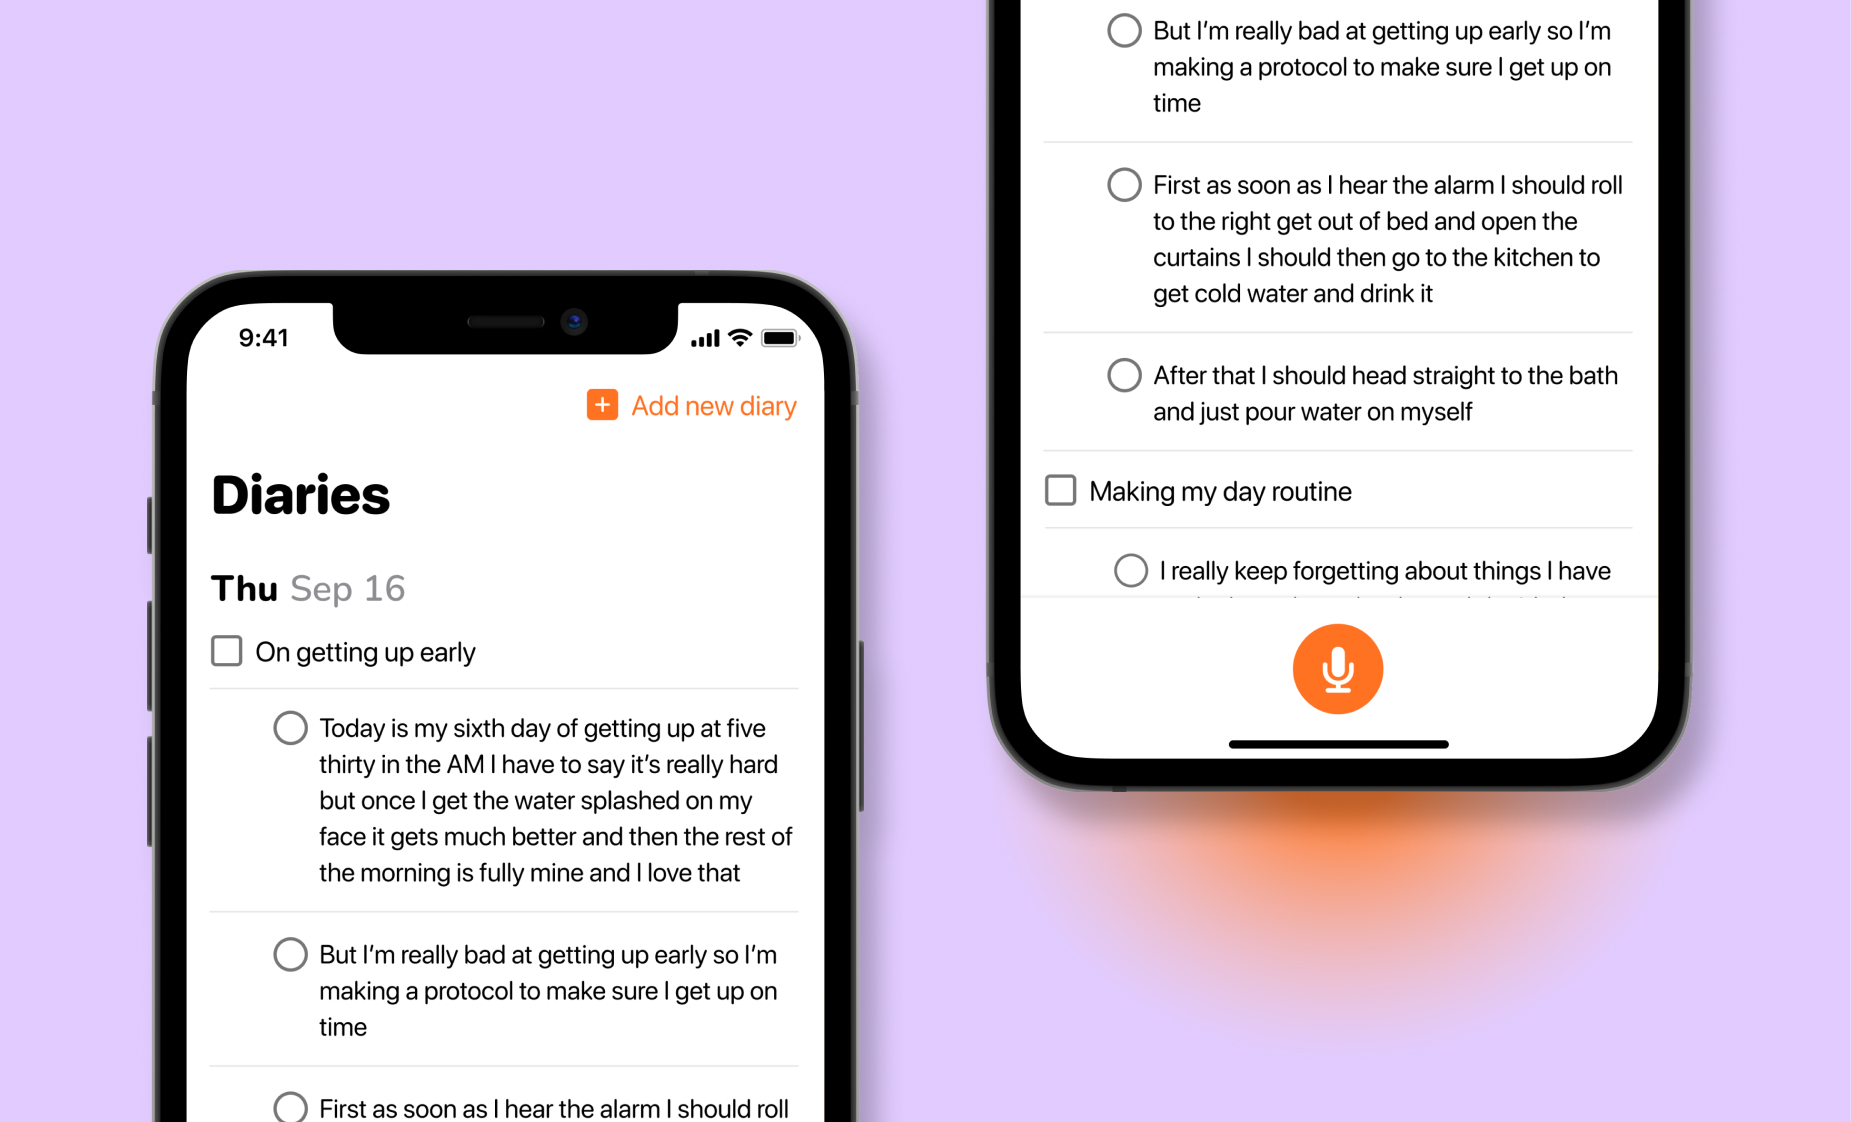 9:41
Add new diary
Diaries
Thu Sep 16
On getting up early
Today is my sixth day of getting up at five
thirty in the AM I have to say it’s really hard
but once I get the water splashed on my
face it gets much better and then the rest of
the morning is fully mine and I love that
But I’m really bad at getting up early so I’m
making a protocol to make sure I get up on
time
First as soon as I hear the alarm I should roll
But I’m really bad at getting up early so I’m
making a protocol to make sure I get up on
time
First as soon as I hear the alarm I should roll
to the right get out of bed and open the
curtains I should then go to the kitchen to
get cold water and drink it
After that I should head straight to the bath
and just pour water on myself
Making my day routine
I really keep forgetting about things I have